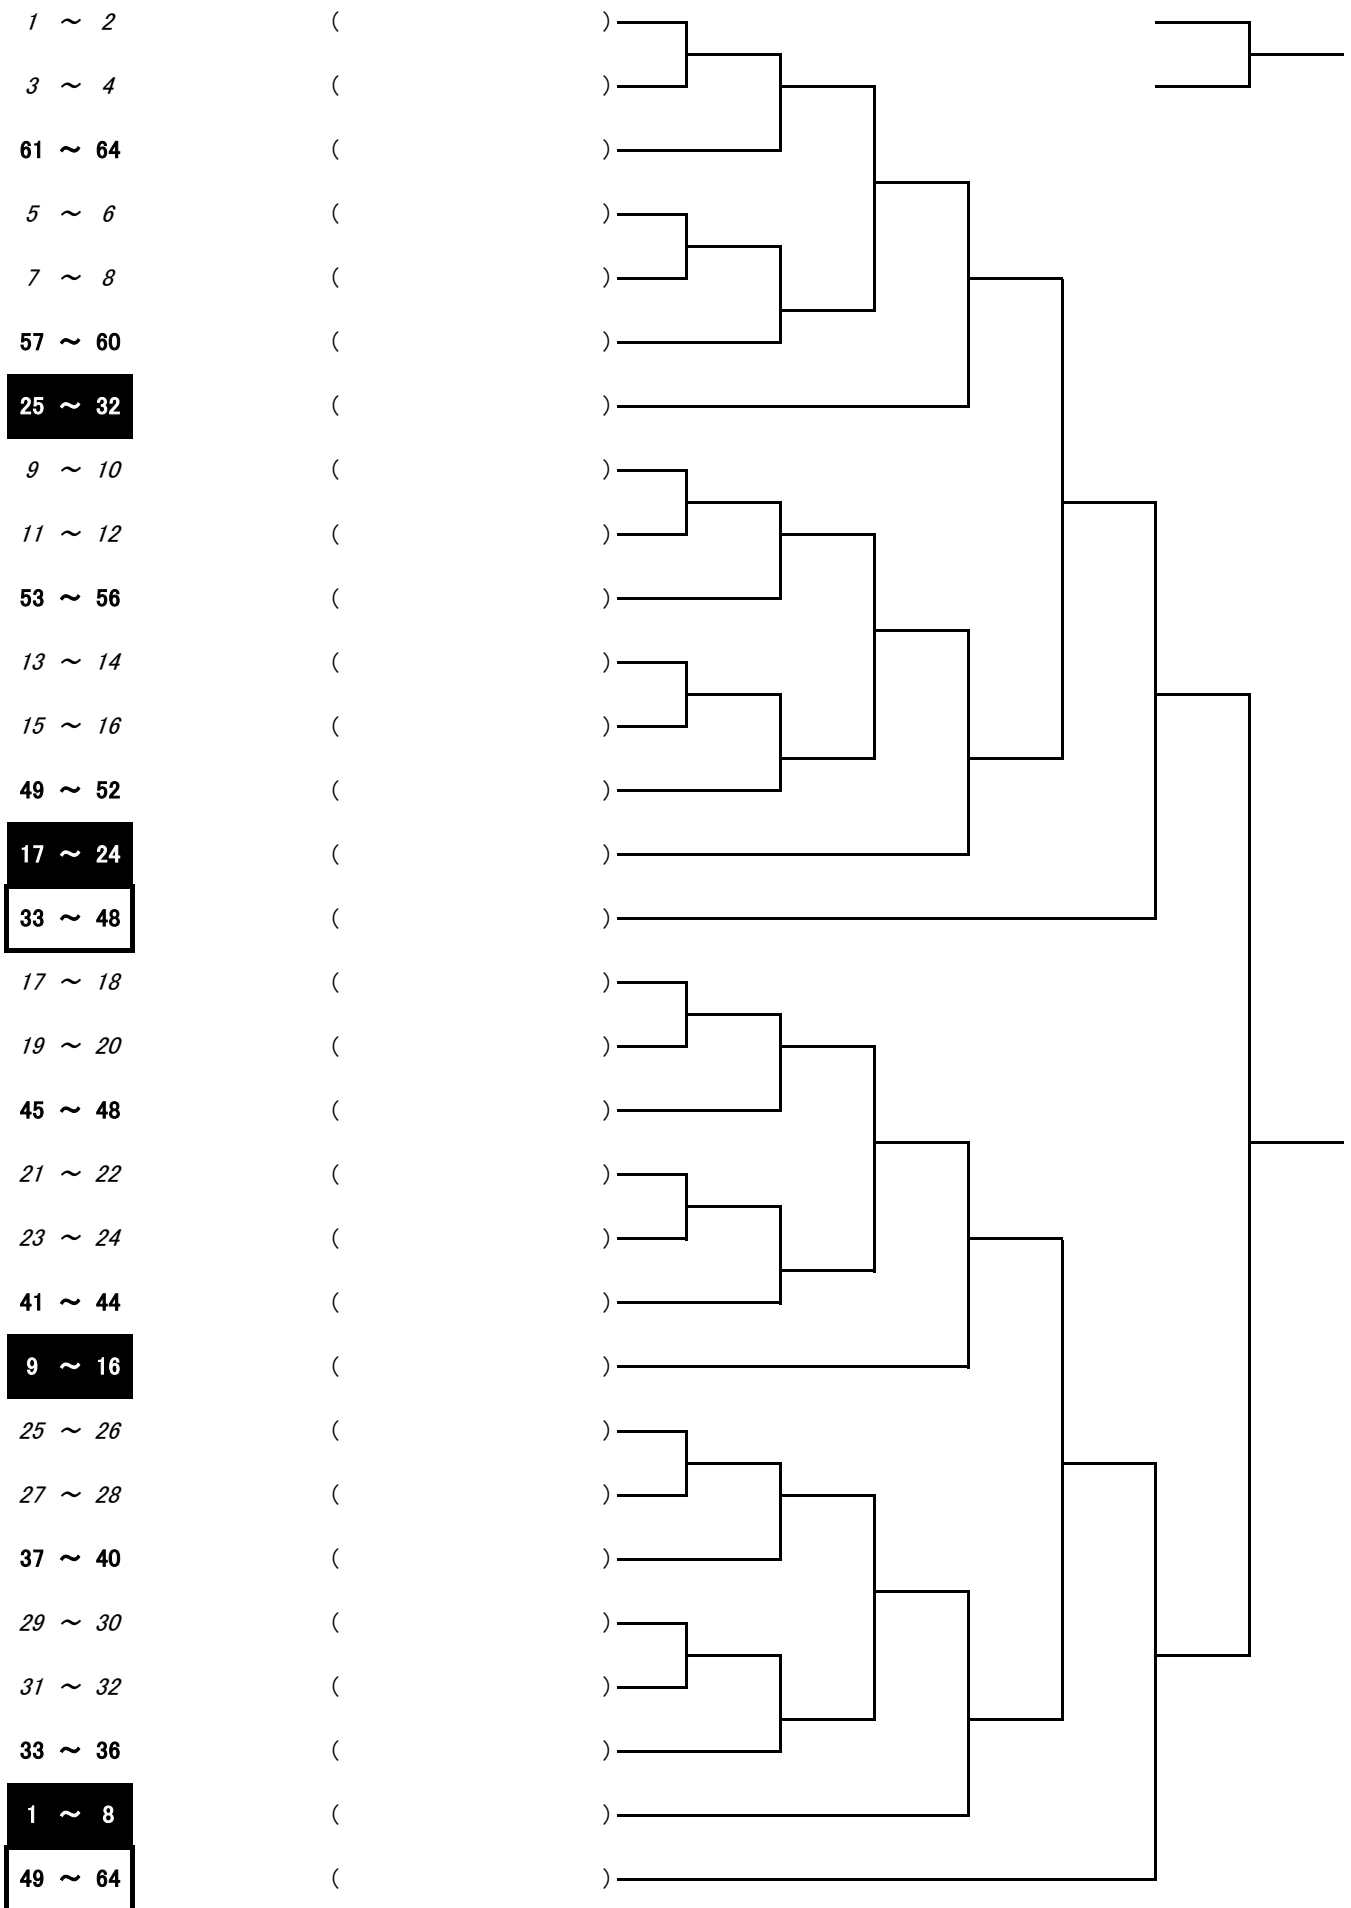 1 ～ 2 ( )
3 ～ 4 ( )
61 ～ 64 ( )
5 ～ 6 ( )
7 ～ 8 ( )
57 ～ 60 ( )
25 ～ 32 ( )
9 ～ 10 ( )
11 ～ 12 ( )
53 ～ 56 ( )
13 ～ 14 ( )
15 ～ 16 ( )
49 ～ 52 ( )
17 ～ 24 ( )
33 ～ 48 ( )
17 ～ 18 ( )
19 ～ 20 ( )
45 ～ 48 ( )
21 ～ 22 ( )
23 ～ 24 ( )
41 ～ 44 ( )
9 ～ 16 ( )
25 ～ 26 ( )
27 ～ 28 ( )
37 ～ 40 ( )
29 ～ 30 ( )
31 ～ 32 ( )
33 ～ 36 ( )
1 ～ 8 ( )
49 ～ 64 ( )